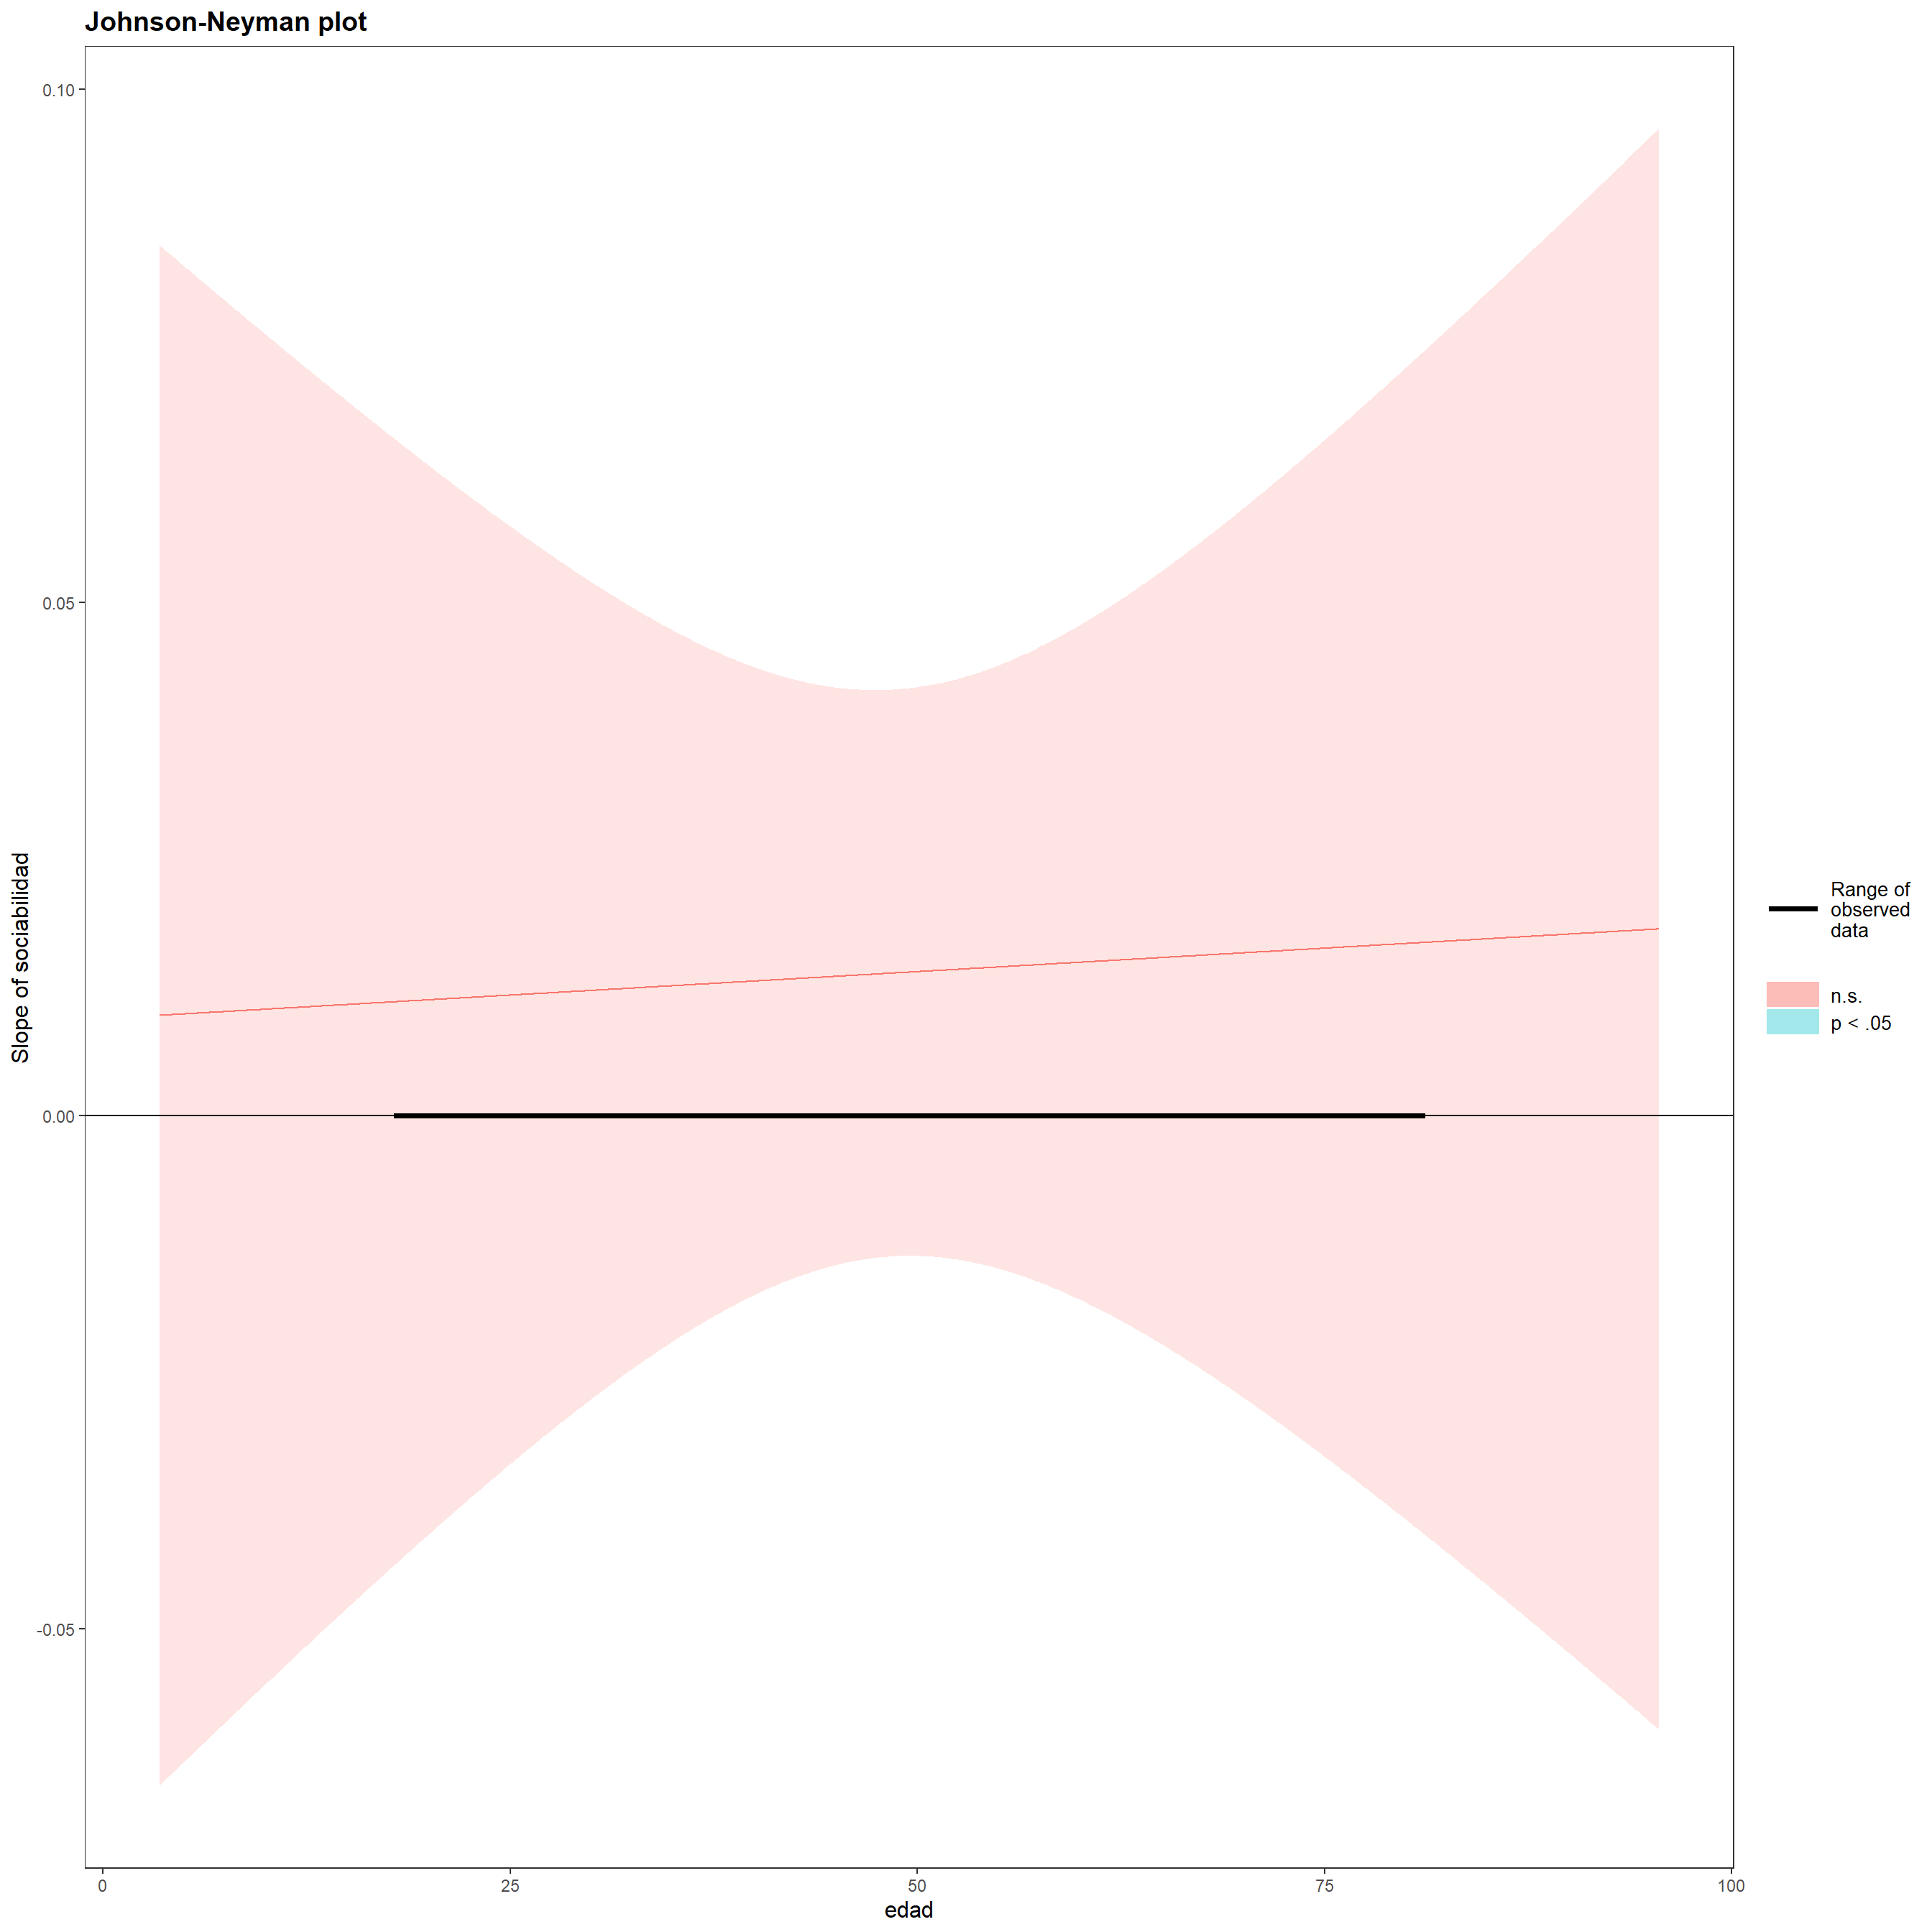 Johnson-Neyman plot
0.10
0.05
0.00
-0.05
Slope of sociabilidad
0 25 50 75 100
edad
Range of
observed
data
n.s.
p < .05